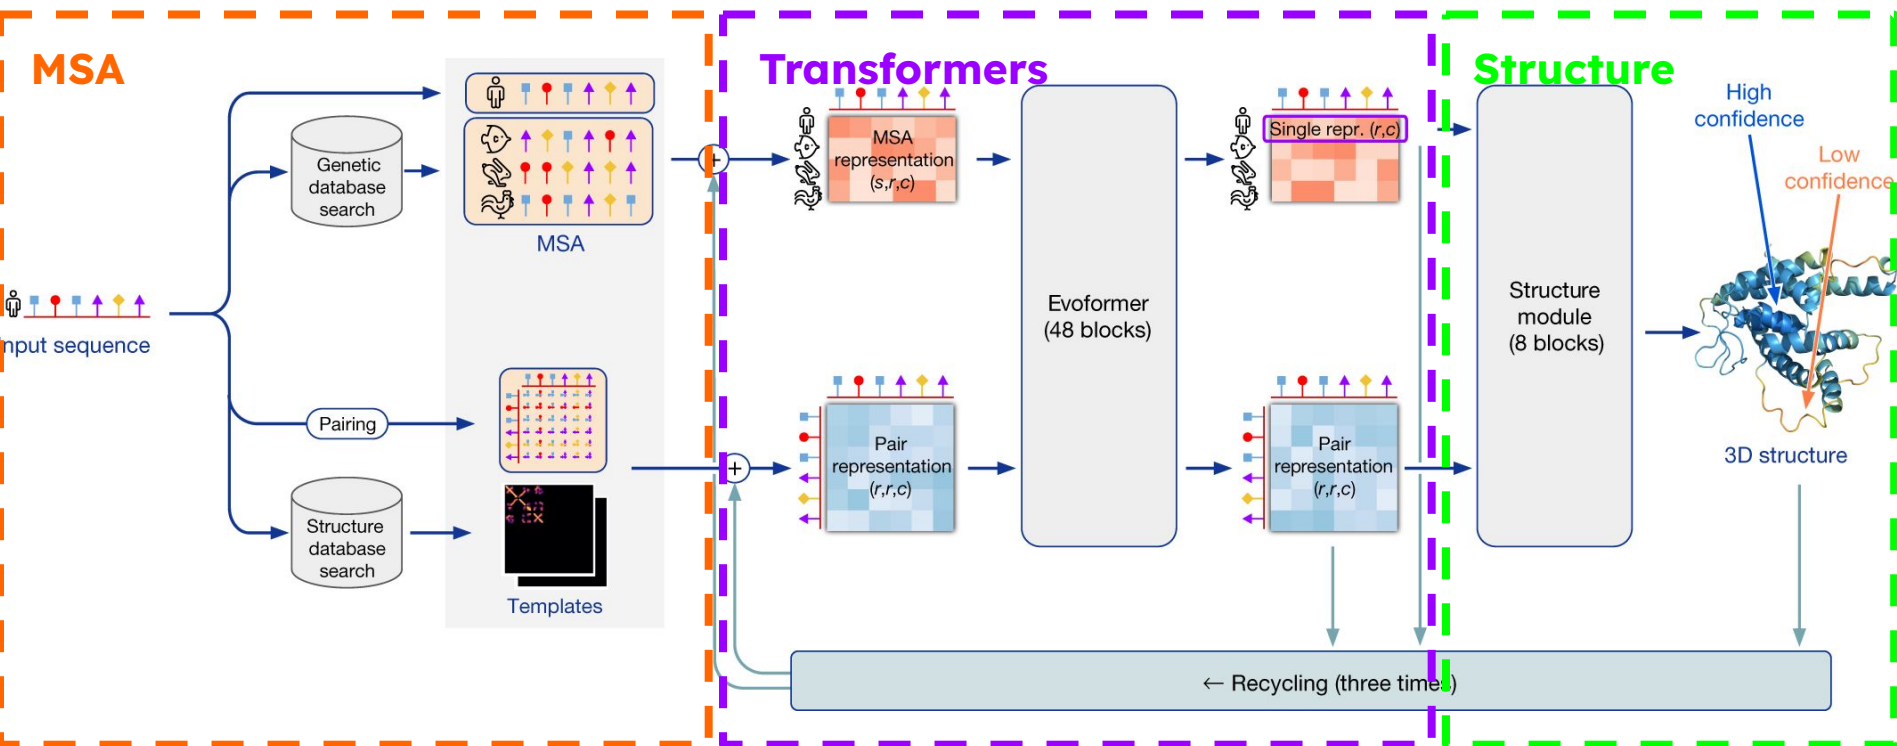 MSA
Transformers
Structure
Genetic
database
search
MSA
nput sequence
Pairing
Structure
database
search
Templates
MSA
representation
(s,r,c)
Pair
representation
(r,r,c)
Evoformer
(48 blocks)
Single repr. (r,c)
Pair
representation
(r,r,c)
Structure
module
(8 blocks)
High
confidence
Low
confidence
3D structure
← Recycling (three times)